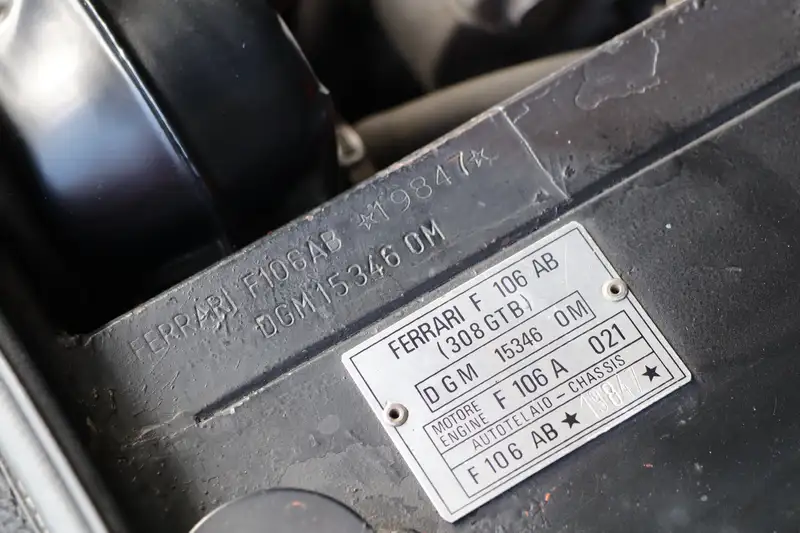 FERRARI F106AB ☆19847☆
DGM15346 OM
FERRARI F 106 AB
(308 GTB)
DGM 15346 OM
MOTORE ENGINE F 106 A 021
AUTOTELAIO - CHASSIS
F 106 AB ★ 19847 ★